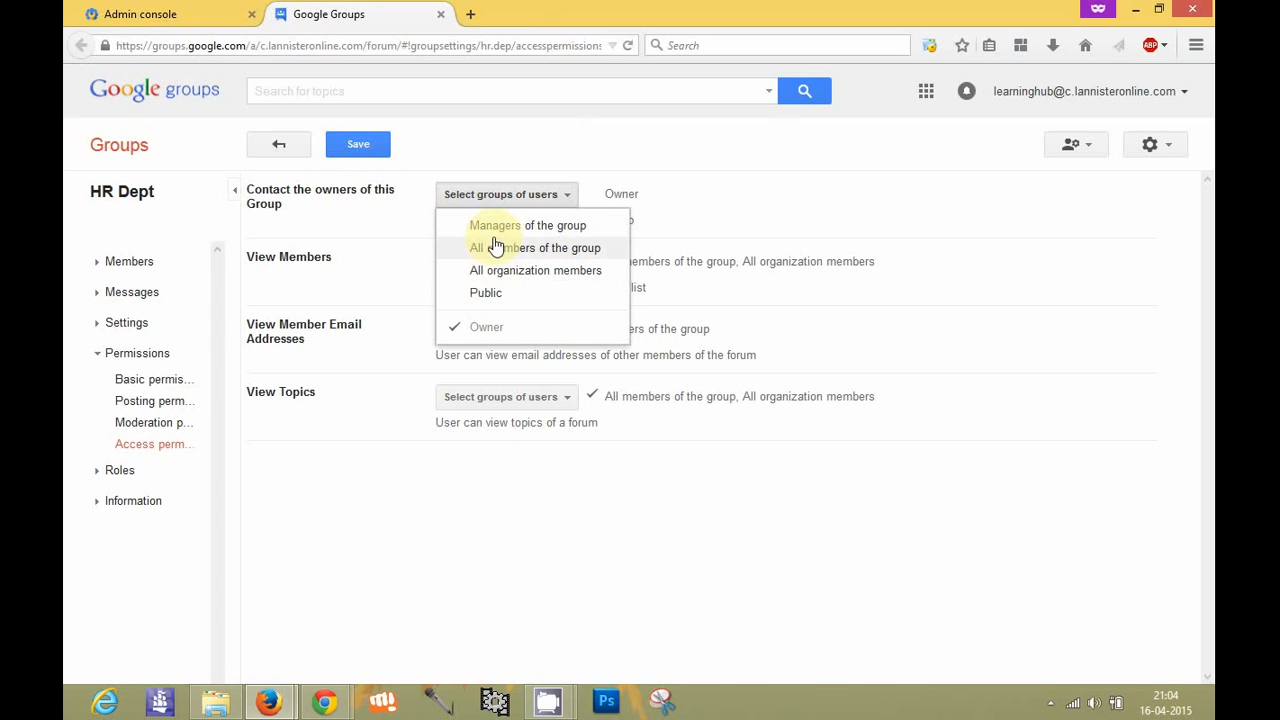 Admin console
Google Groups
https://groups.google.com/a/c.lannisteronline.com/forum/#!groupsettings/hr.dep/accesspermissions
Search
ABP
Google groups
Search for topics
learninghub@c.lannisteronline.com
Groups
Save
HR Dept
Contact the owners of this
Group
Select groups of users
Owner
Managers of the group
All members of the group
All organization members
Public
Owner
Members
Messages
Settings
Permissions
Basic permis...
Posting perm...
Moderation p...
Access perm...
Roles
Information
View Members
members of the group, All organization members
list
View Member Email
Addresses
of the group
User can view email addresses of other members of the forum
View Topics
Select groups of users
All members of the group, All organization members
User can view topics of a forum
Ps
21:04
16-04-2015